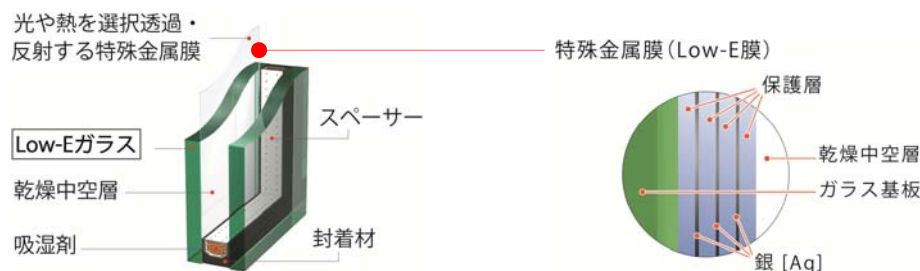 光や熱を選択透過・
反射する特殊金属膜
Low-Eガラス
乾燥中空層
吸湿剤
スペーサー
封着材
特殊金属膜(Low-E膜)
保護層
乾燥中空層
ガラス基板
銀 [Ag]